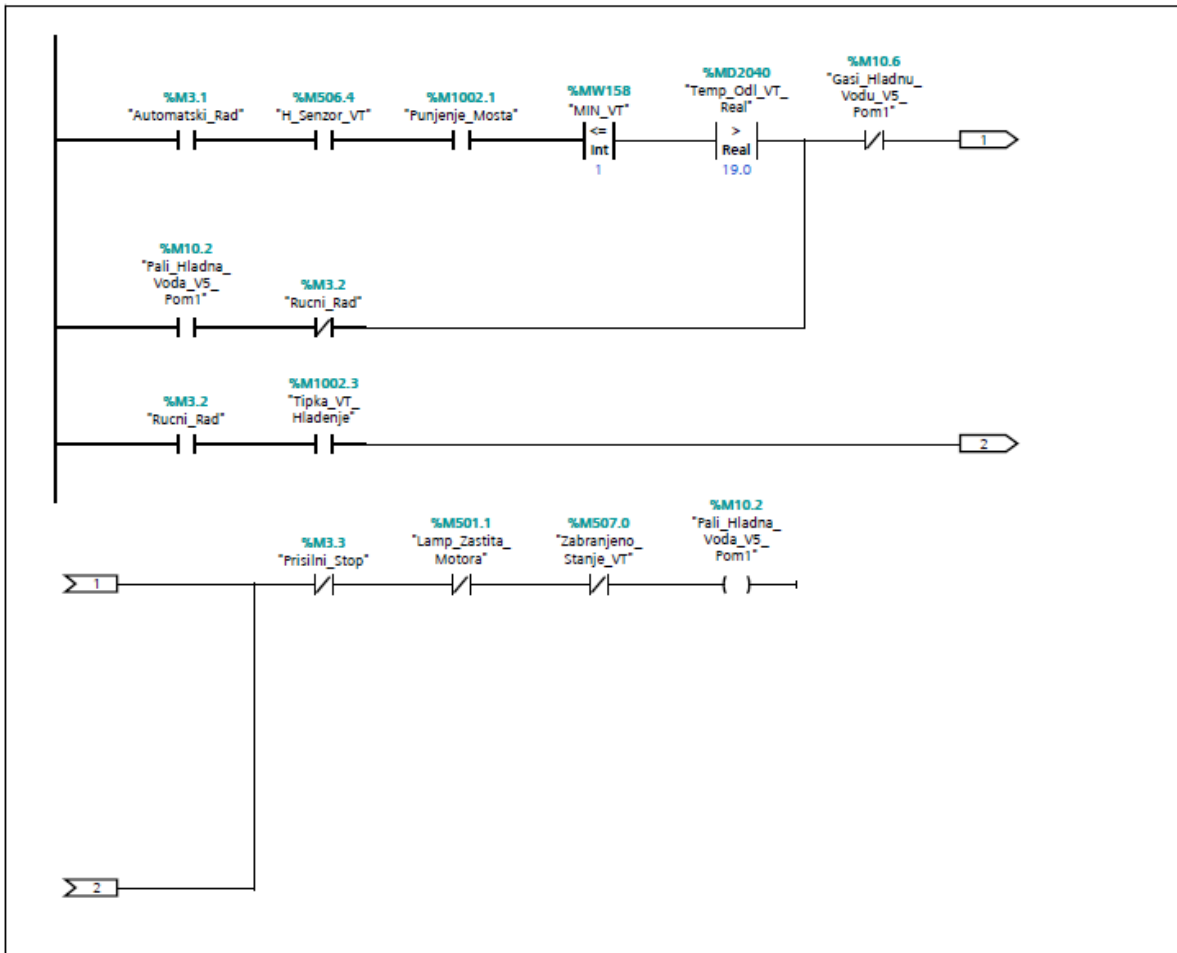 %M3.1
"Automatski_Rad"
%M506.4
"H_Senzor_VT"
%M1002.1
"Punjenje_Mosta"
%MW158
"MIN_VT"
<=
Int
1
%MD2040
"Temp_Odl_VT_
Real"
>
Real
19.0
%M10.6
"Gasi_Hladnu_
Vodu_V5_
Pom1"
1
%M10.2
"Pali_Hladna_
Voda_V5_
Pom1"
%M3.2
"Rucni_Rad"
%M3.2
"Rucni_Rad"
%M1002.3
"Tipka_VT_
Hladenje"
2
1
%M3.3
"Prisilni_Stop"
%M501.1
"Lamp_Zastita_
Motora"
%M507.0
"Zabranjeno_
Stanje_VT"
%M10.2
"Pali_Hladna_
Voda_V5_
Pom1"
2